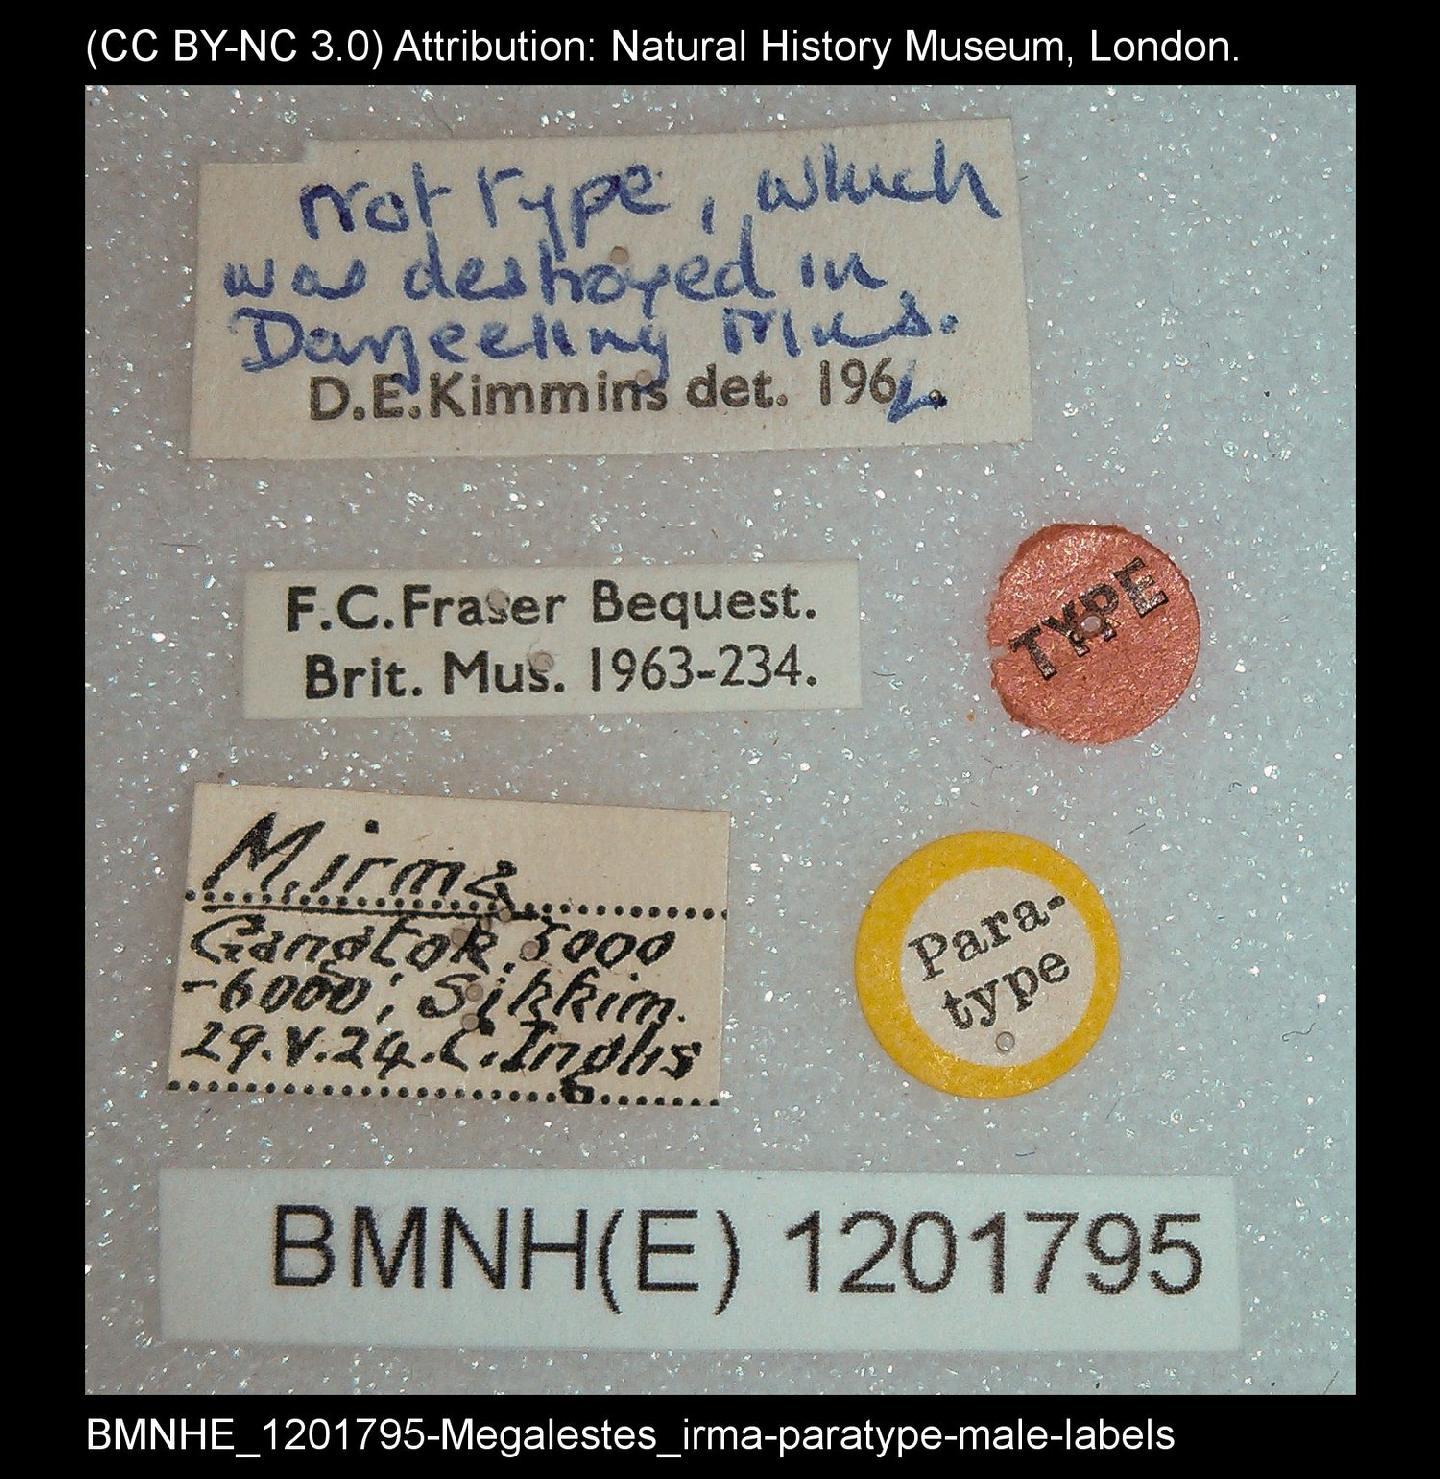 (CC BY-NC 3.0) Attribution: Natural History Museum, London.
Not type, which
was destroyed in
Darjeeling Mus.
D.E.Kimmins det. 196
F.C.Fraser Bequest.
Brit. Mus. 1963-234.
TYPE
M. irma
Gangtok, 5000
-6000', Sikkim.
29.V.24. C. Inglis
Para-
type
BMNH(E) 1201795
BMNHE_1201795-Megalestes_irma-paratype-male-labels